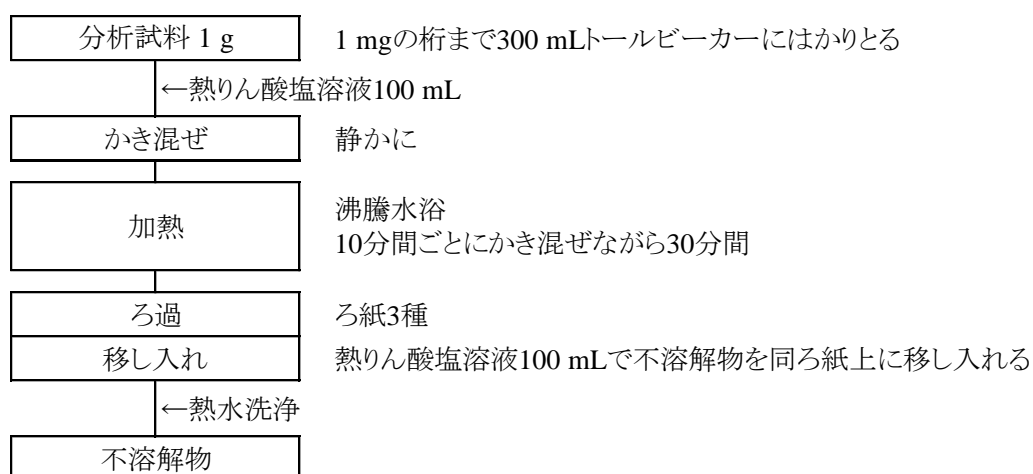 分析試料 1 g 1 mgの桁まで300 mLトールビーカーにはかりとる
←熱りん酸塩溶液100 mL
かき混ぜ 静かに
加熱 沸騰水浴
10分間ごとにかき混ぜながら30分間
ろ過 ろ紙3種
移し入れ 熱りん酸塩溶液100 mLで不溶解物を同ろ紙上に移し入れる
←熱水洗浄
不溶解物